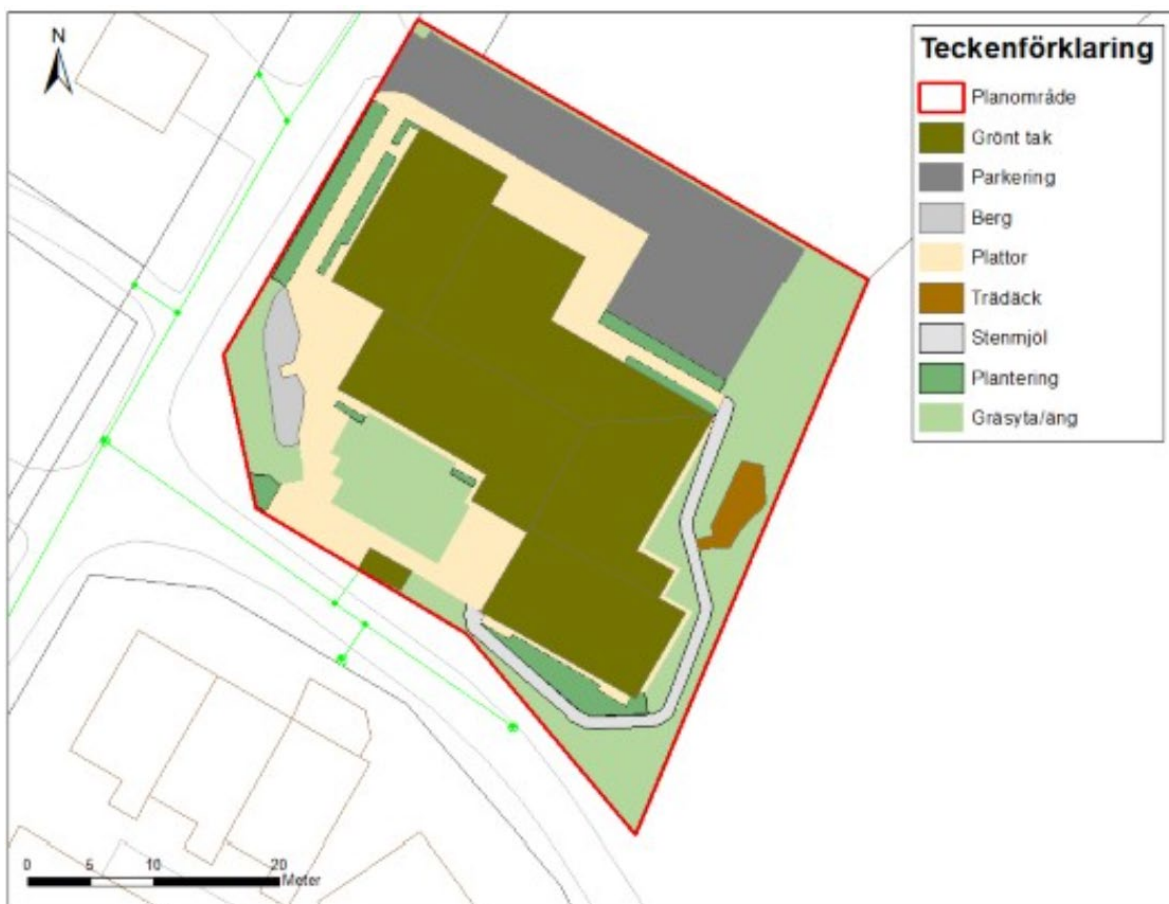 N
Teckenförklaring
Planområde
Grönt tak
Parkering
Berg
Plattor
Trädäck
Stenmjöl
Plantering
Gräsyta/äng
0 5 10 20
Meter